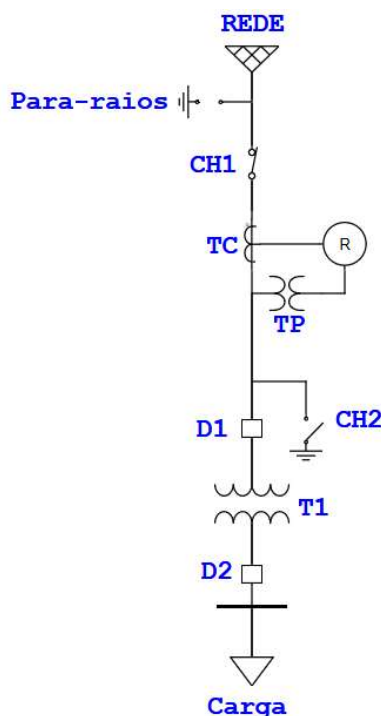 REDE
Para-raios
CH1
TC
R
TP
D1
CH2
T1
D2
Carga